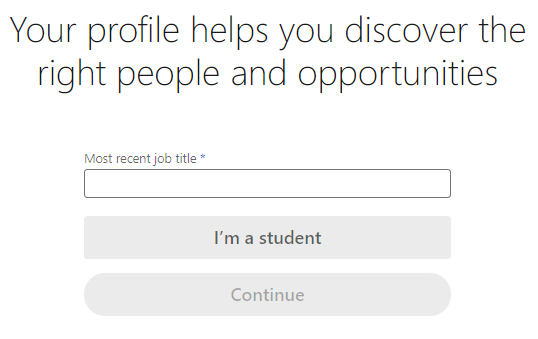 Your profile helps you discover the
right people and opportunities
Most recent job title *
I'm a student
Continue